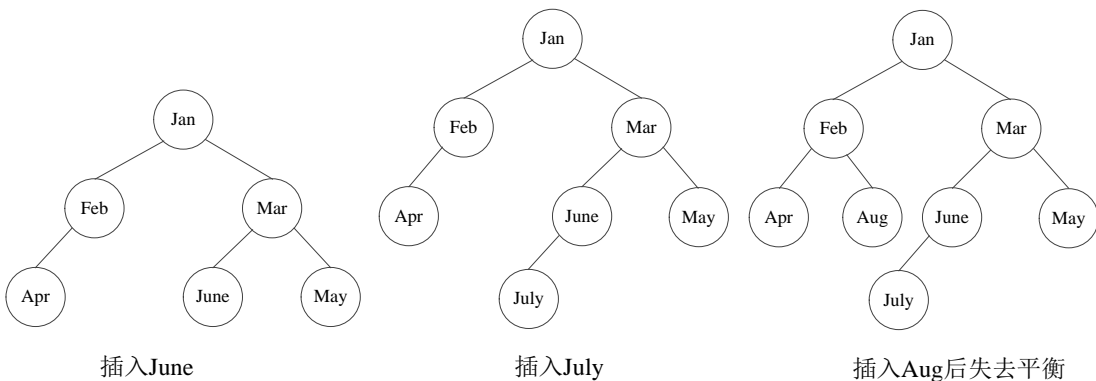 Jan
Feb
Mar
Apr
June
May
插入June
Jan
Feb
Mar
Apr
June
May
July
插入July
Jan
Feb
Mar
Apr
Aug
June
May
July
插入Aug后失去平衡